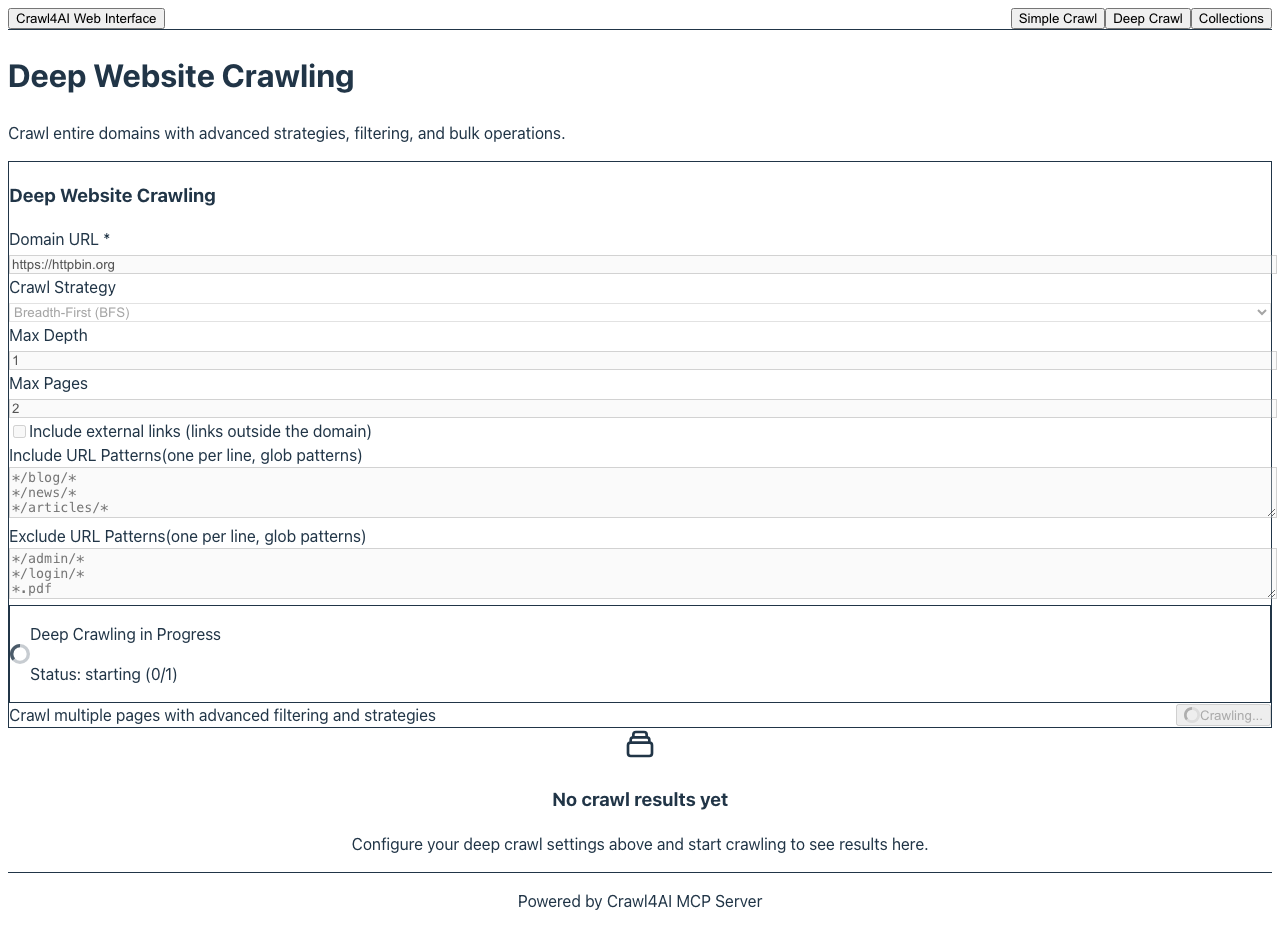 Crawl4AI Web Interface
Simple Crawl Deep Crawl Collections
Deep Website Crawling
Crawl entire domains with advanced strategies, filtering, and bulk operations.
Deep Website Crawling
Domain URL *
https://httpbin.org
Crawl Strategy
Breadth-First (BFS)
Max Depth
1
Max Pages
2
Include external links (links outside the domain)
Include URL Patterns(one per line, glob patterns)
*/blog/*
*/news/*
*/articles/*
Exclude URL Patterns(one per line, glob patterns)
*/admin/*
*/login/*
*.pdf
Deep Crawling in Progress
Status: starting (0/1)
Crawl multiple pages with advanced filtering and strategies
Crawling...
No crawl results yet
Configure your deep crawl settings above and start crawling to see results here.
Powered by Crawl4AI MCP Server